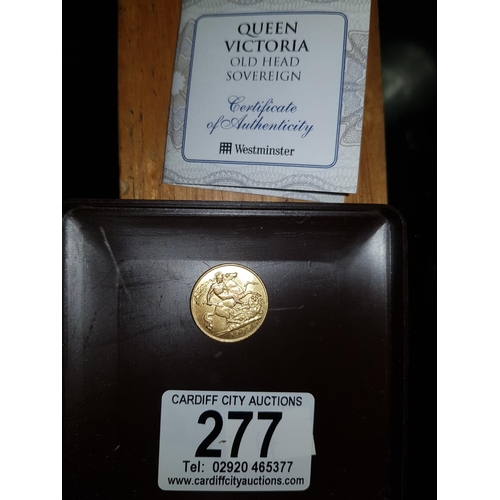 QUEEN
VICTORIA
OLD HEAD
SOVEREIGN
Certificate
of Authenticity
Westminster
CARDIFF CITY AUCTIONS
277
Tel: 02920 465377
www.cardiffcityauctions.com